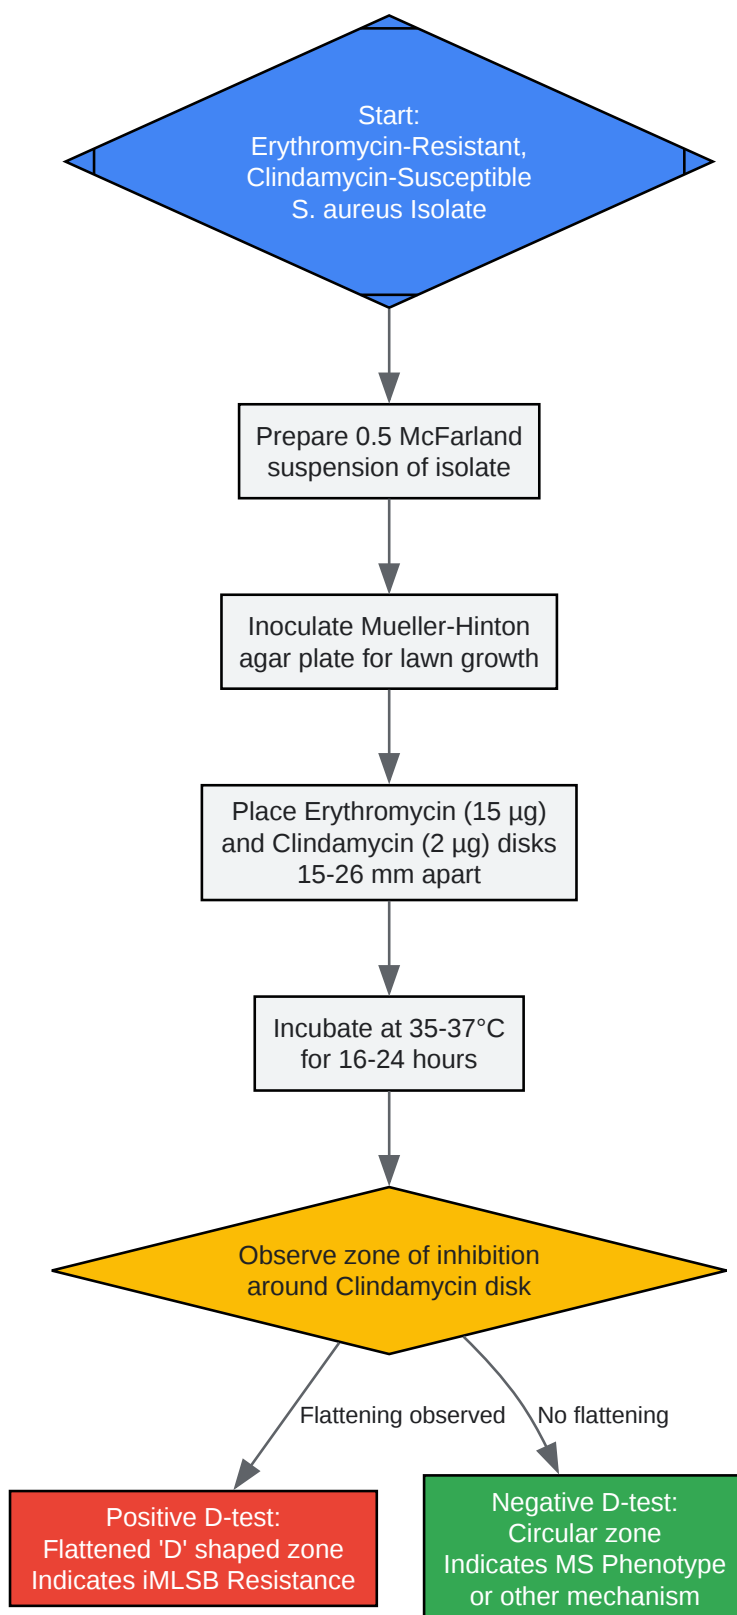 Start:
Erythromycin-Resistant,
Clindamycin-Susceptible
S. aureus Isolate
Prepare 0.5 McFarland
suspension of isolate
Inoculate Mueller-Hinton
agar plate for lawn growth
Place Erythromycin (15 µg)
and Clindamycin (2 µg) disks
15-26 mm apart
Incubate at 35-37°C
for 16-24 hours
Observe zone of inhibition
around Clindamycin disk
Flattening observed
No flattening
Positive D-test:
Flattened 'D' shaped zone
Indicates iMLSB Resistance
Negative D-test:
Circular zone
Indicates MS Phenotype
or other mechanism